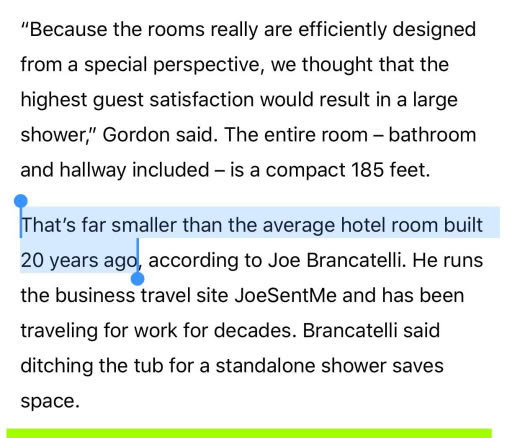 “Because the rooms really are efficiently designed
from a special perspective, we thought that the
highest guest satisfaction would result in a large
shower,” Gordon said. The entire room – bathroom
and hallway included – is a compact 185 feet.
That’s far smaller than the average hotel room built
20 years ago, according to Joe Brancatelli. He runs
the business travel site JoeSentMe and has been
traveling for work for decades. Brancatelli said
ditching the tub for a standalone shower saves
space.